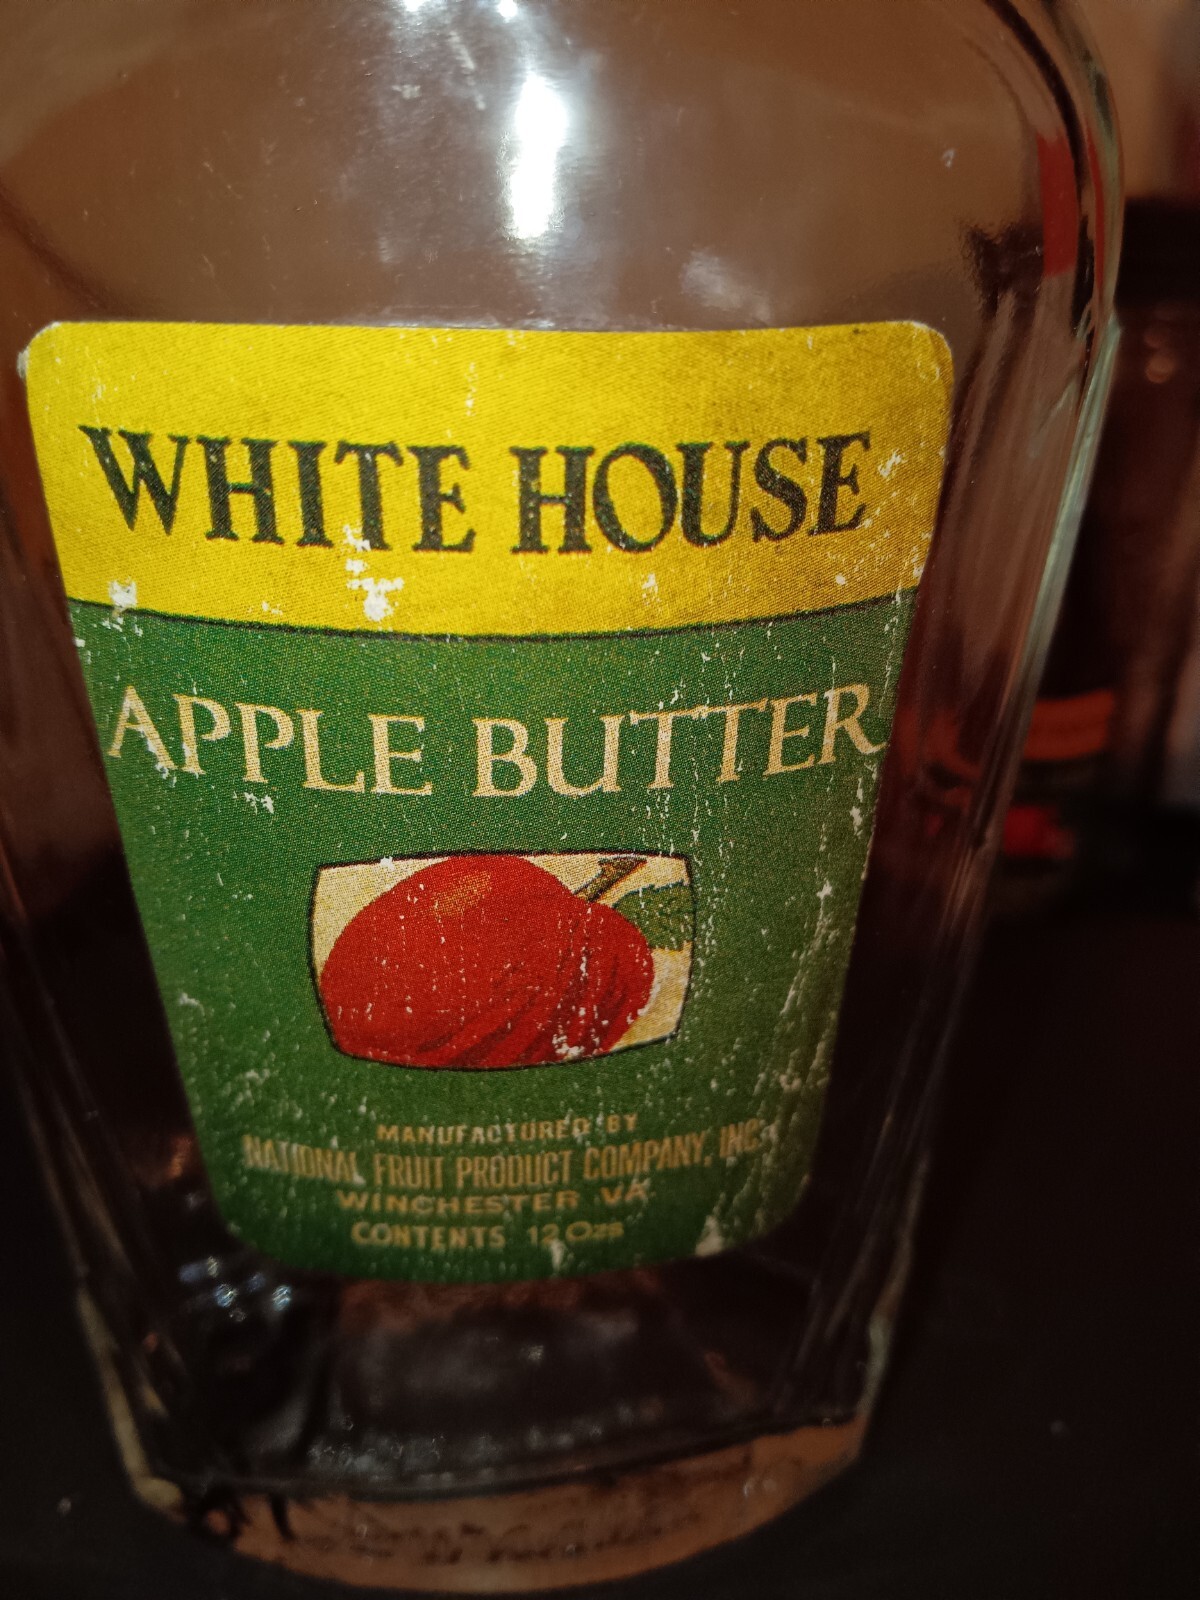 WHITE HOUSE
APPLE BUTTER
MANUFACTURED BY
NATIONAL FRUIT PRODUCT COMPANY, INC.
WINCHESTER VA
CONTENTS 12 Ozs